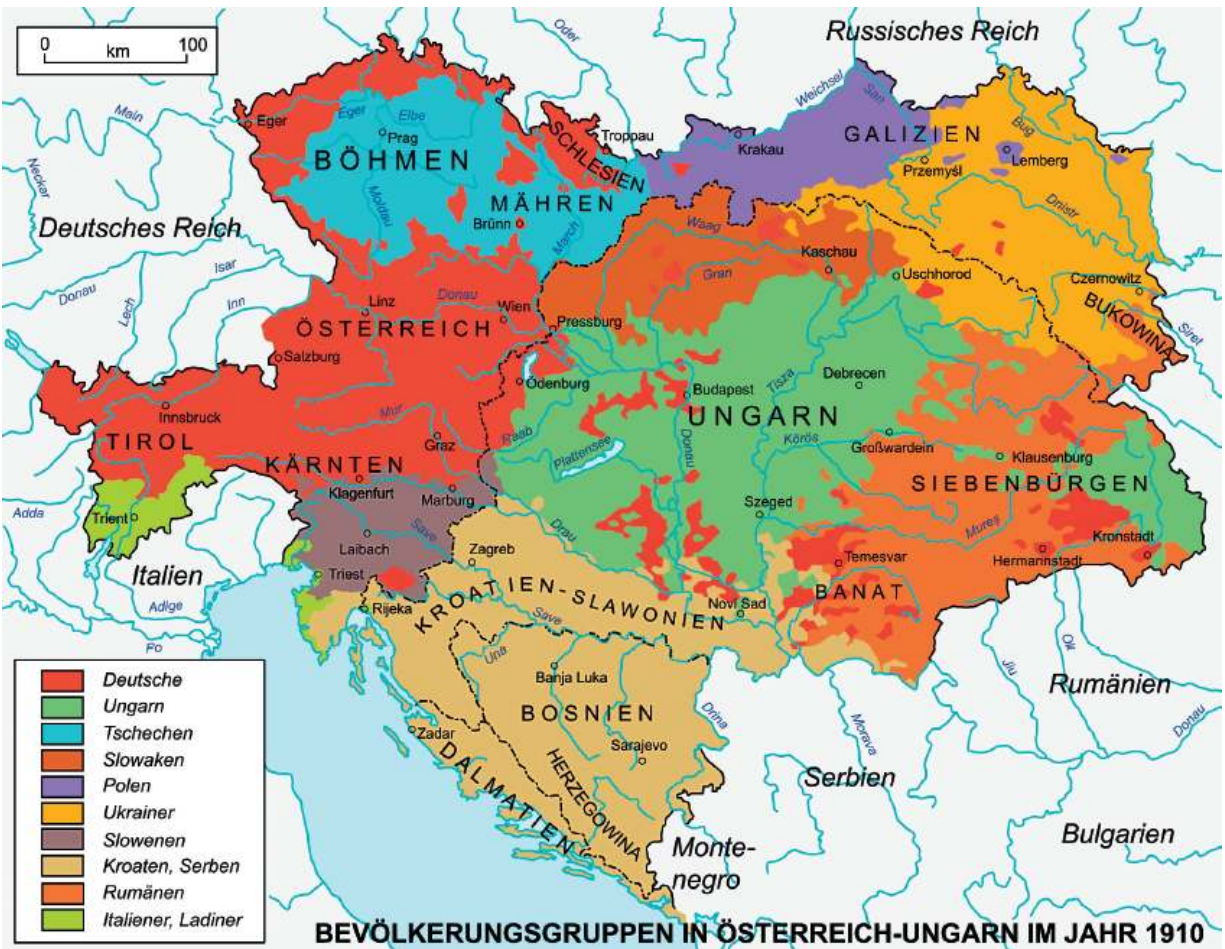 0 100
km
Russisches Reich
Oder
Weichsel
San
Main
Eger
Eger
Elbe
Prag
Troppau
Krakau
GALIZIEN
Bug
Lemberg
Przemyśl
SCHLESIEN
BÖHMEN
Neckar
Moldau
MÄHREN
Brünn
March
Dnistr
Deutsches Reich
Waag
Kaschau
Gran
Uschhorod
Czernowitz
Isar
Donau
Lech
Inn
Linz
Donau
Wien
BUKOWINA
Siret
ÖSTERREICH
Pressburg
Salzburg
Ödenburg
Budapest
Tisza
Debrecen
Innsbruck
Mur
UNGARN
TIROL
Graz
Raab
Plattensee
Donau
Körös
Großwardein
Klausenburg
KÄRNTEN
Klagenfurt
Marburg
SIEBENBÜRGEN
Adda
Trient
Szeged
Mureș
Laibach
Save
Drau
Kronstadt
Zagreb
Temesvar
Hermannstadt
Italien
Triest
BANAT
Adige
Rijeka
KROATIEN-SLAWONIEN
Novi Sad
Save
Po
Una
Olt
Jiu
Banja Luka
Rumänien
BOSNIEN
Drina
Donau
Zadar
Sarajevo
Morava
DALMATIEN
HERZEGOWINA
Serbien
Bulgarien
Monte-
negro
Deutsche
Ungarn
Tschechen
Slowaken
Polen
Ukrainer
Slowenen
Kroaten, Serben
Rumänen
Italiener, Ladiner
BEVÖLKERUNGSGRUPPEN IN ÖSTERREICH-UNGARN IM JAHR 1910